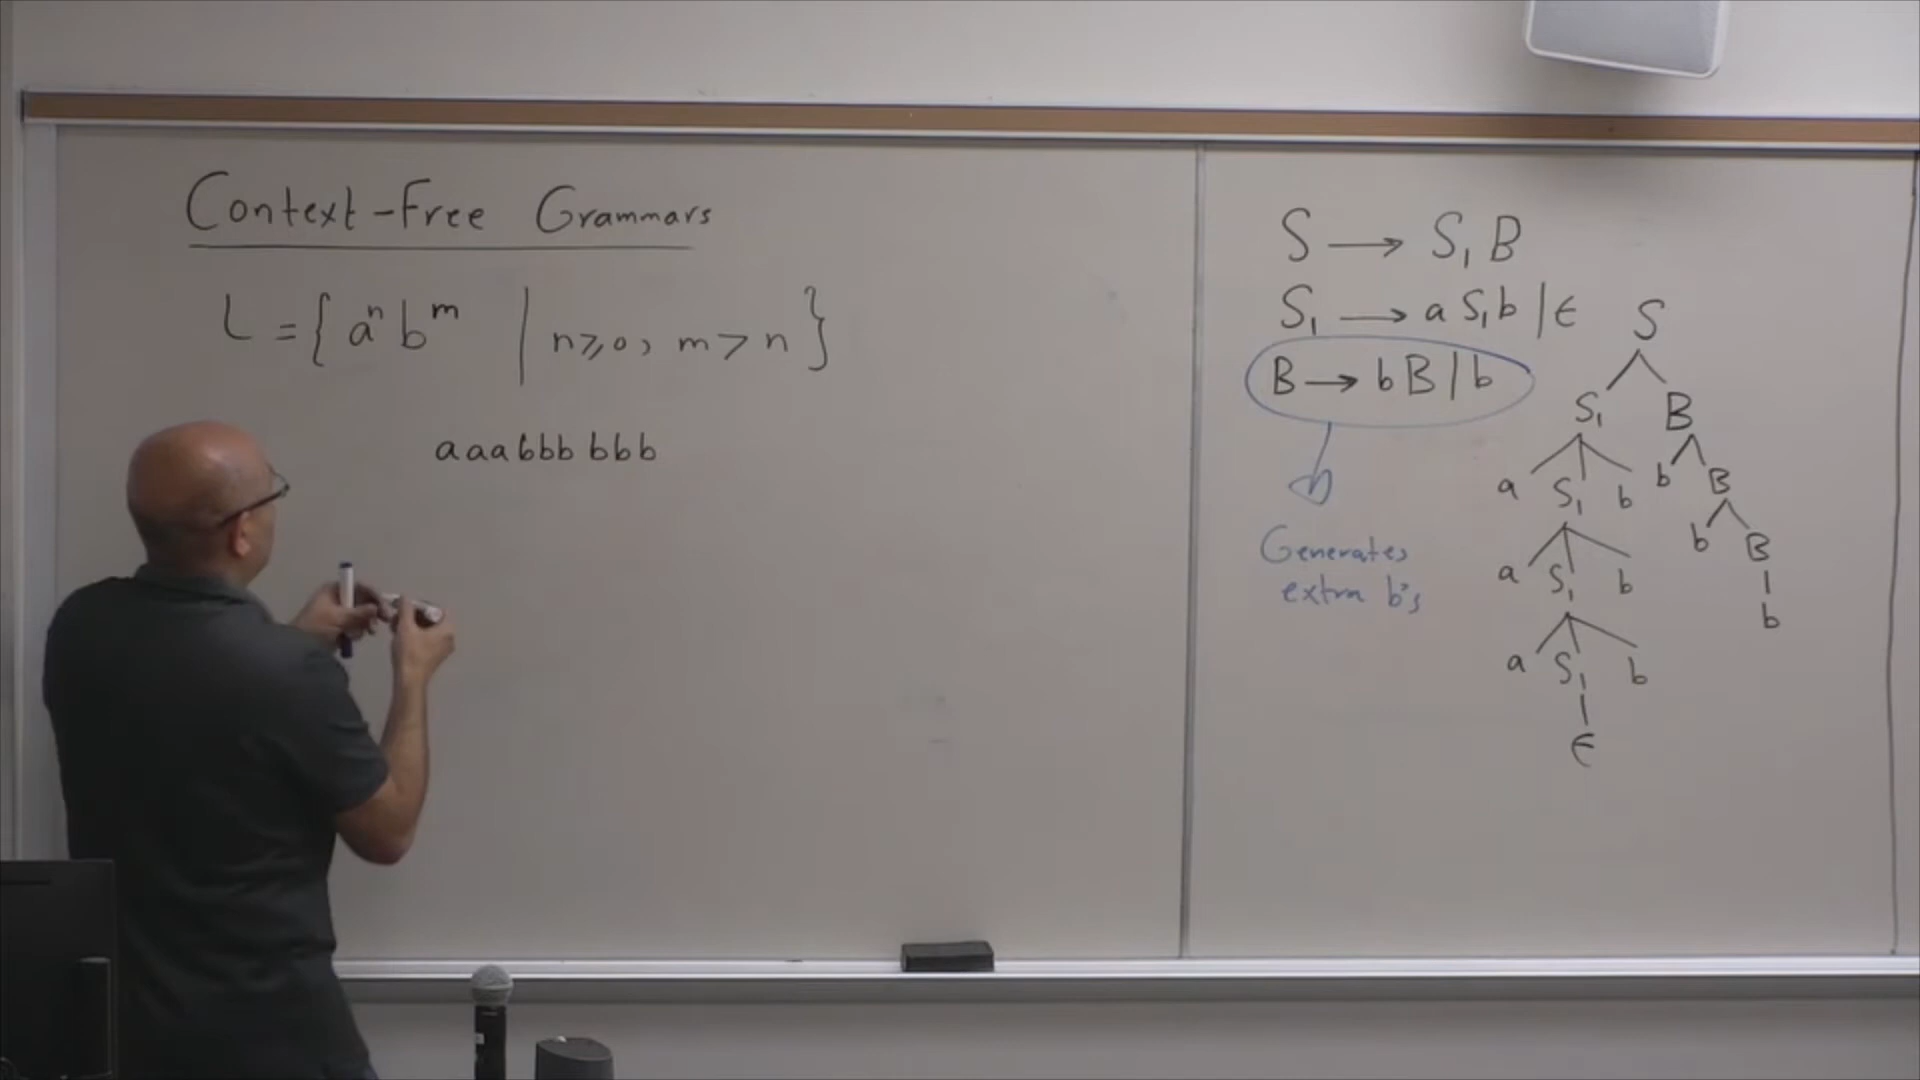 Context-Free Grammars
L = { aⁿ bᵐ | n ≥ 0, m > n }
aaabbb bbb
S → S₁ B
S₁ → a S₁ b | ϵ
B → b B | b
Generates
extra b's
S
S₁ B
a S₁ b b B
a S₁ b b B
a S₁ b b
ϵ